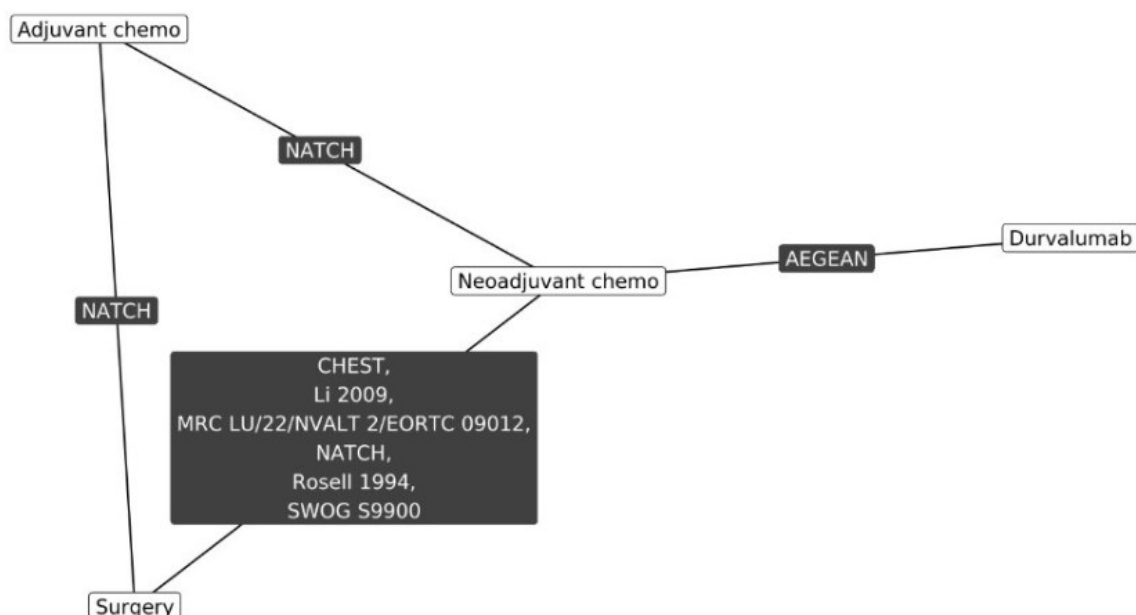 Adjuvant chemo
NATCH
Durvalumab
AEGEAN
Neoadjuvant chemo
NATCH
CHEST,
Li 2009,
MRC LU/22/NVALT 2/EORTC 09012,
NATCH,
Rosell 1994,
SWOG S9900
Surgery